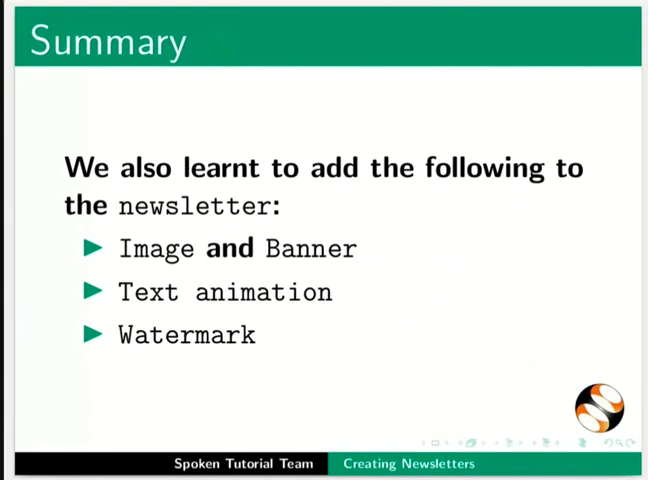 Summary
We also learnt to add the following to
the newsletter:
Image and Banner
Text animation
Watermark
Spoken Tutorial Team
Creating Newsletters